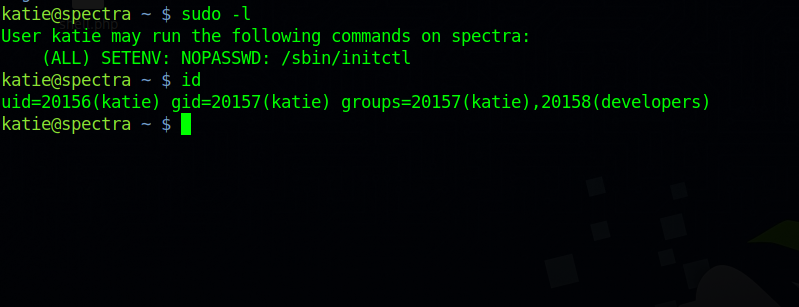 katie@spectra ~ $ sudo -l
User katie may run the following commands on spectra:
    (ALL) SETENV: NOPASSWD: /sbin/initctl
katie@spectra ~ $ id
uid=20156(katie) gid=20157(katie) groups=20157(katie),20158(developers)
katie@spectra ~ $